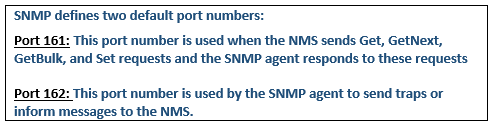 SNMP defines two default port numbers:
Port 161: This port number is used when the NMS sends Get, GetNext,
GetBulk, and Set requests and the SNMP agent responds to these requests
Port 162: This port number is used by the SNMP agent to send traps or
inform messages to the NMS.